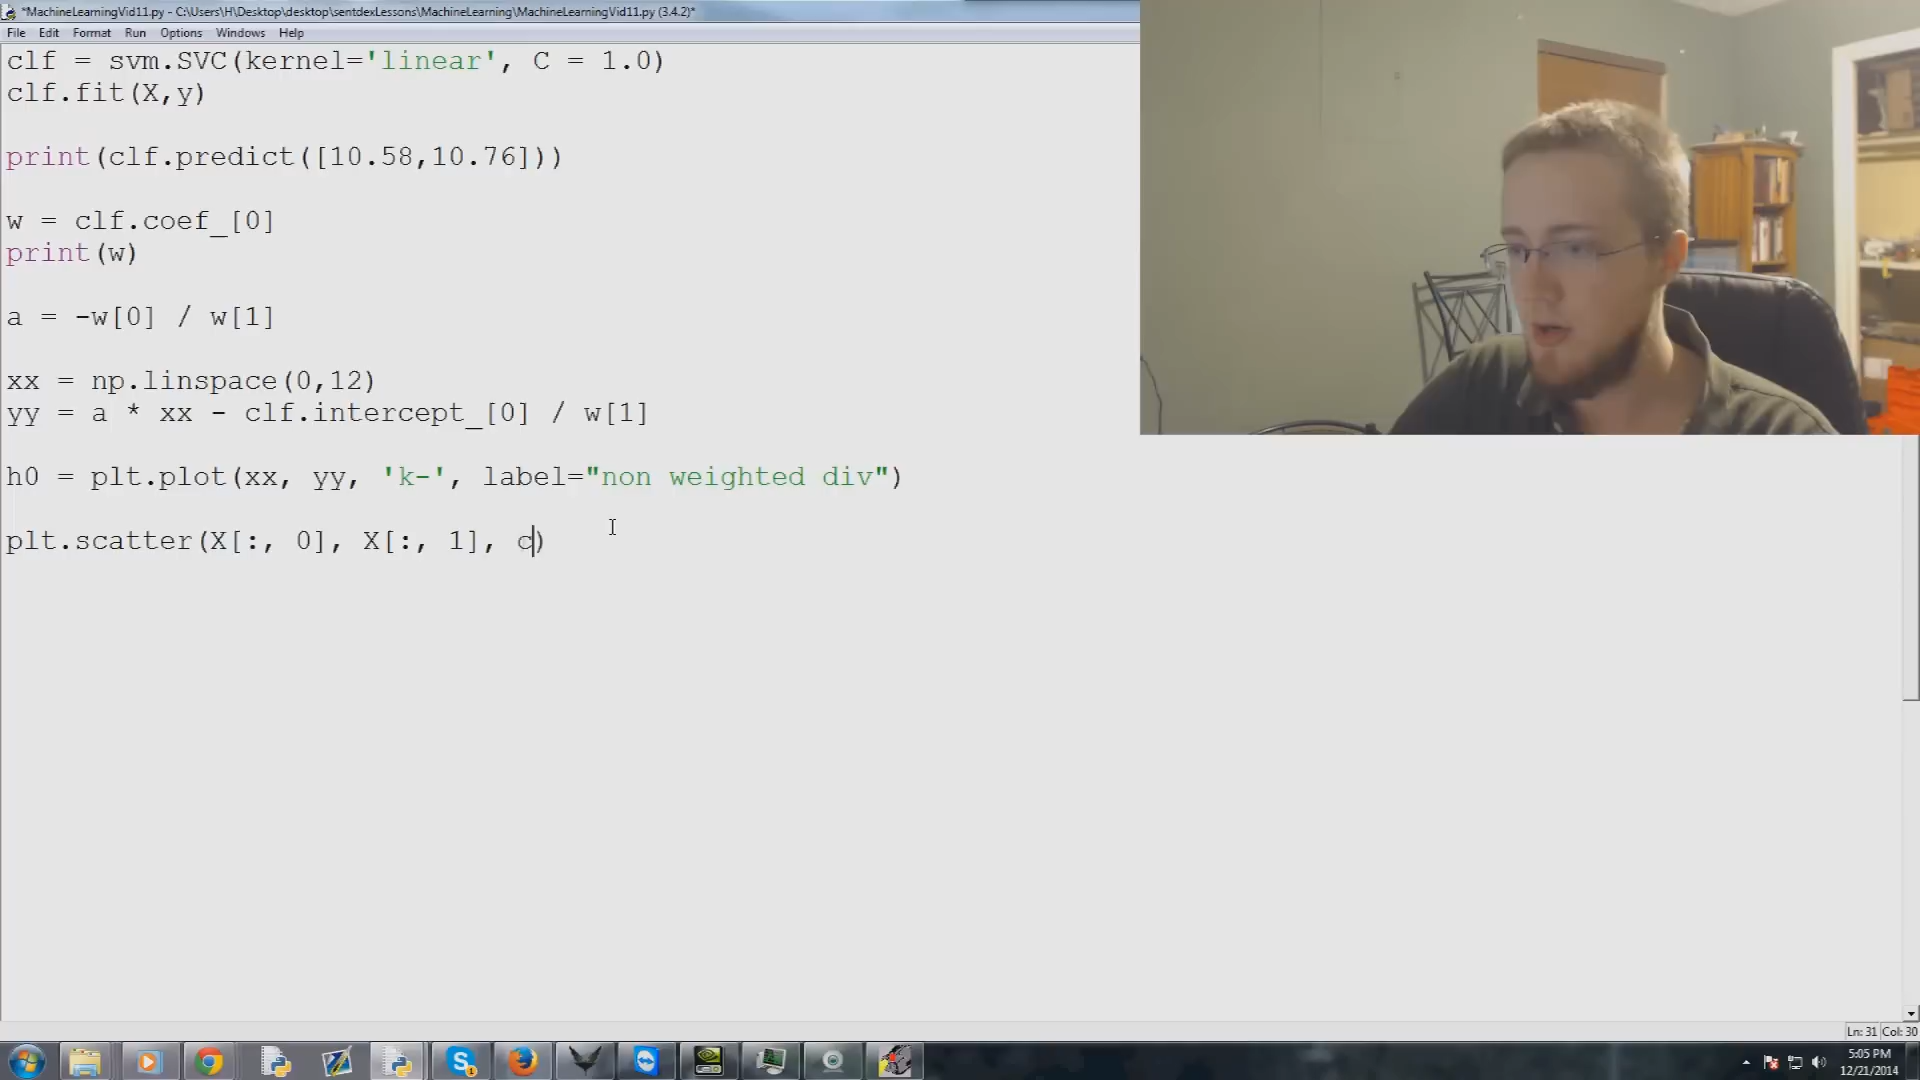 *MachineLearningVid11.py - C:\Users\H\Desktop\desktop\sentdexLessons\MachineLearning\MachineLearningVid11.py (3.4.2)*
File Edit Format Run Options Windows Help
clf = svm.SVC(kernel='linear', C = 1.0)
clf.fit(X,y)
print(clf.predict([10.58,10.76]))
w = clf.coef_[0]
print(w)
a = -w[0] / w[1]
xx = np.linspace(0,12)
yy = a * xx - clf.intercept_[0] / w[1]
h0 = plt.plot(xx, yy, 'k-', label="non weighted div")
plt.scatter(X[:, 0], X[:, 1], c)
Ln: 31 Col: 30
5:05 PM
12/21/2014